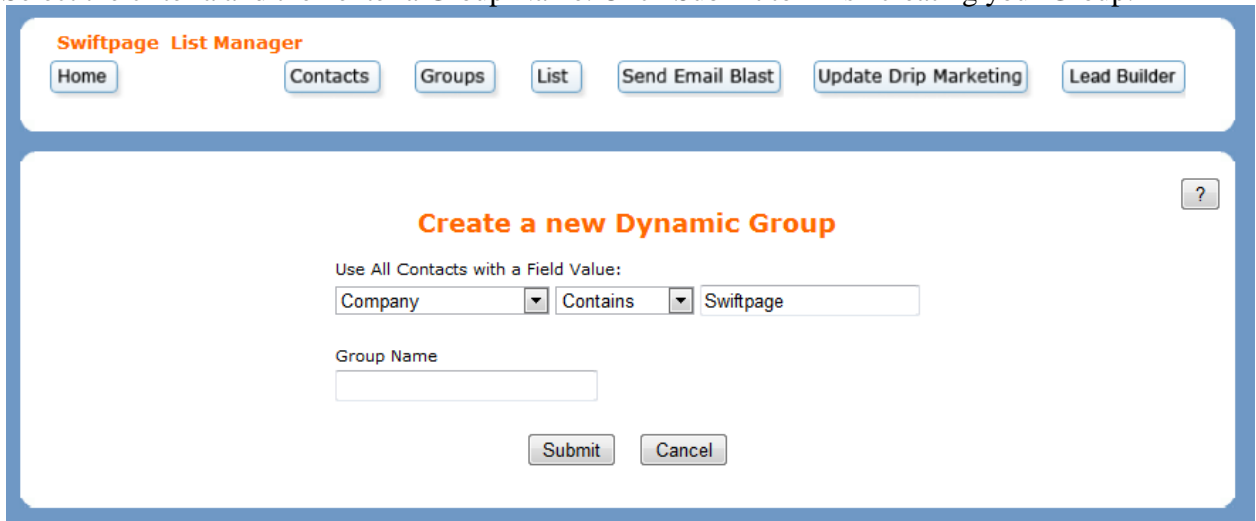 Swiftpage List Manager
Home Contacts Groups List Send Email Blast Update Drip Marketing Lead Builder
?
Create a new Dynamic Group
Use All Contacts with a Field Value:
Company Contains Swiftpage
Group Name
Submit Cancel